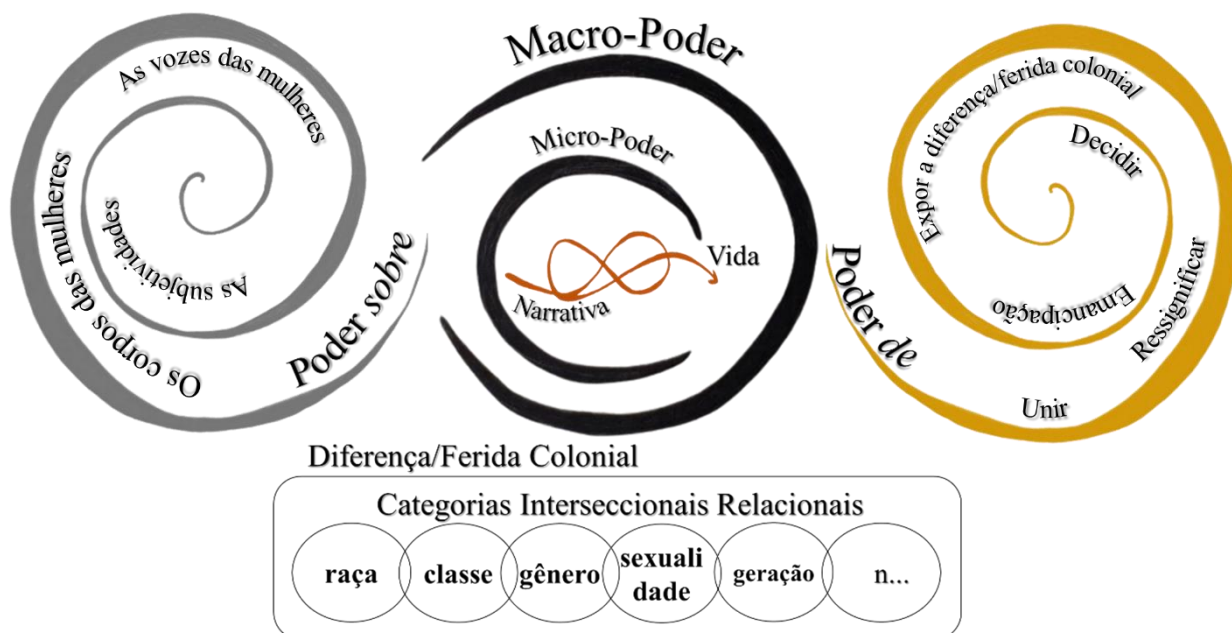 As vozes das mulheres
Os corpos das mulheres
As subjetividades
Poder sobre
Macro-Poder
Micro-Poder
Narrativa
Vida
Poder de
Expor a diferença/ferida colonial
Decidir
Emancipação
Ressignificar
Unir
Diferença/Ferida Colonial
Categorias Interseccionais Relacionais
raça
classe
gênero
sexuali
dade
geração
n...